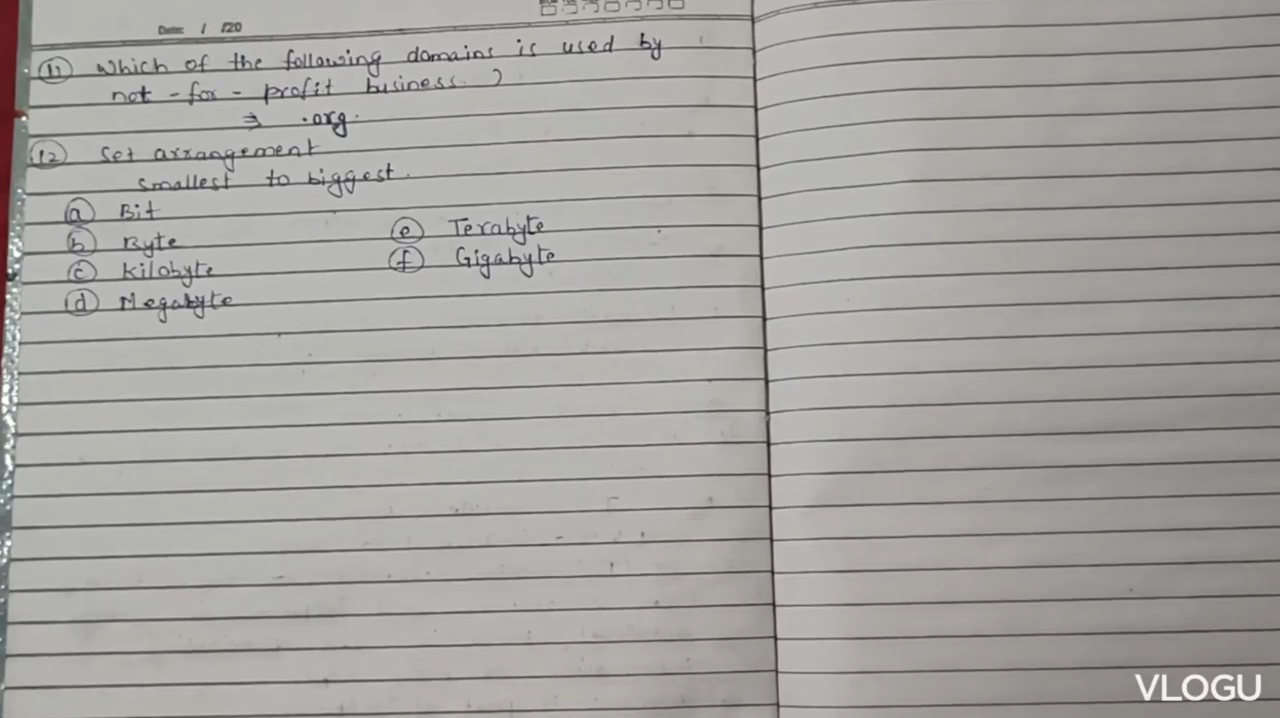 Date: / /20
11 Which of the following domains is used by
not-for-profit business ?
⇒ .org.
12 Set arrangement
smallest to biggest.
a Bit
b Byte
c Kilobyte
d Megabyte
e Terabyte
f Gigabyte
VLOGU